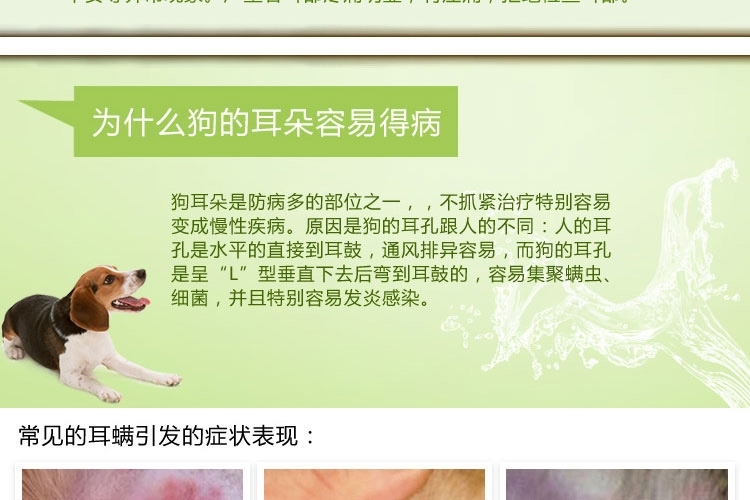 为什么狗的耳朵容易得病
狗耳朵是防病多的部位之一，，不抓紧治疗特别容易
变成慢性疾病。原因是狗的耳孔跟人的不同：人的耳
孔是水平的直接到耳鼓，通风排异容易，而狗的耳孔
是呈“L”型垂直下去后弯到耳鼓的，容易集聚螨虫、
细菌，并且特别容易发炎感染。
常见的耳螨引发的症状表现：